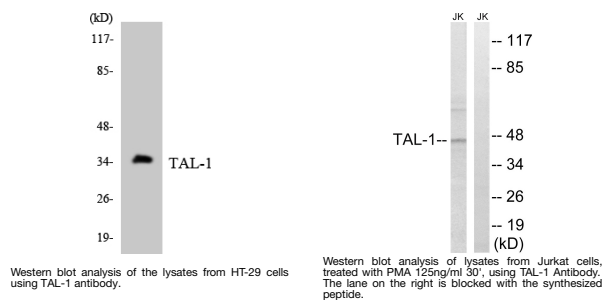 (kD)
117-
85-
48-
34-
26-
19-
TAL-1
Western blot analysis of the lysates from HT-29 cells
using TAL-1 antibody.
JK JK
-- 117
-- 85
TAL-1--
-- 48
-- 34
-- 26
-- 19
(kD)
Western blot analysis of lysates from Jurkat cells,
treated with PMA 125ng/ml 30', using TAL-1 Antibody.
The lane on the right is blocked with the synthesized
peptide.